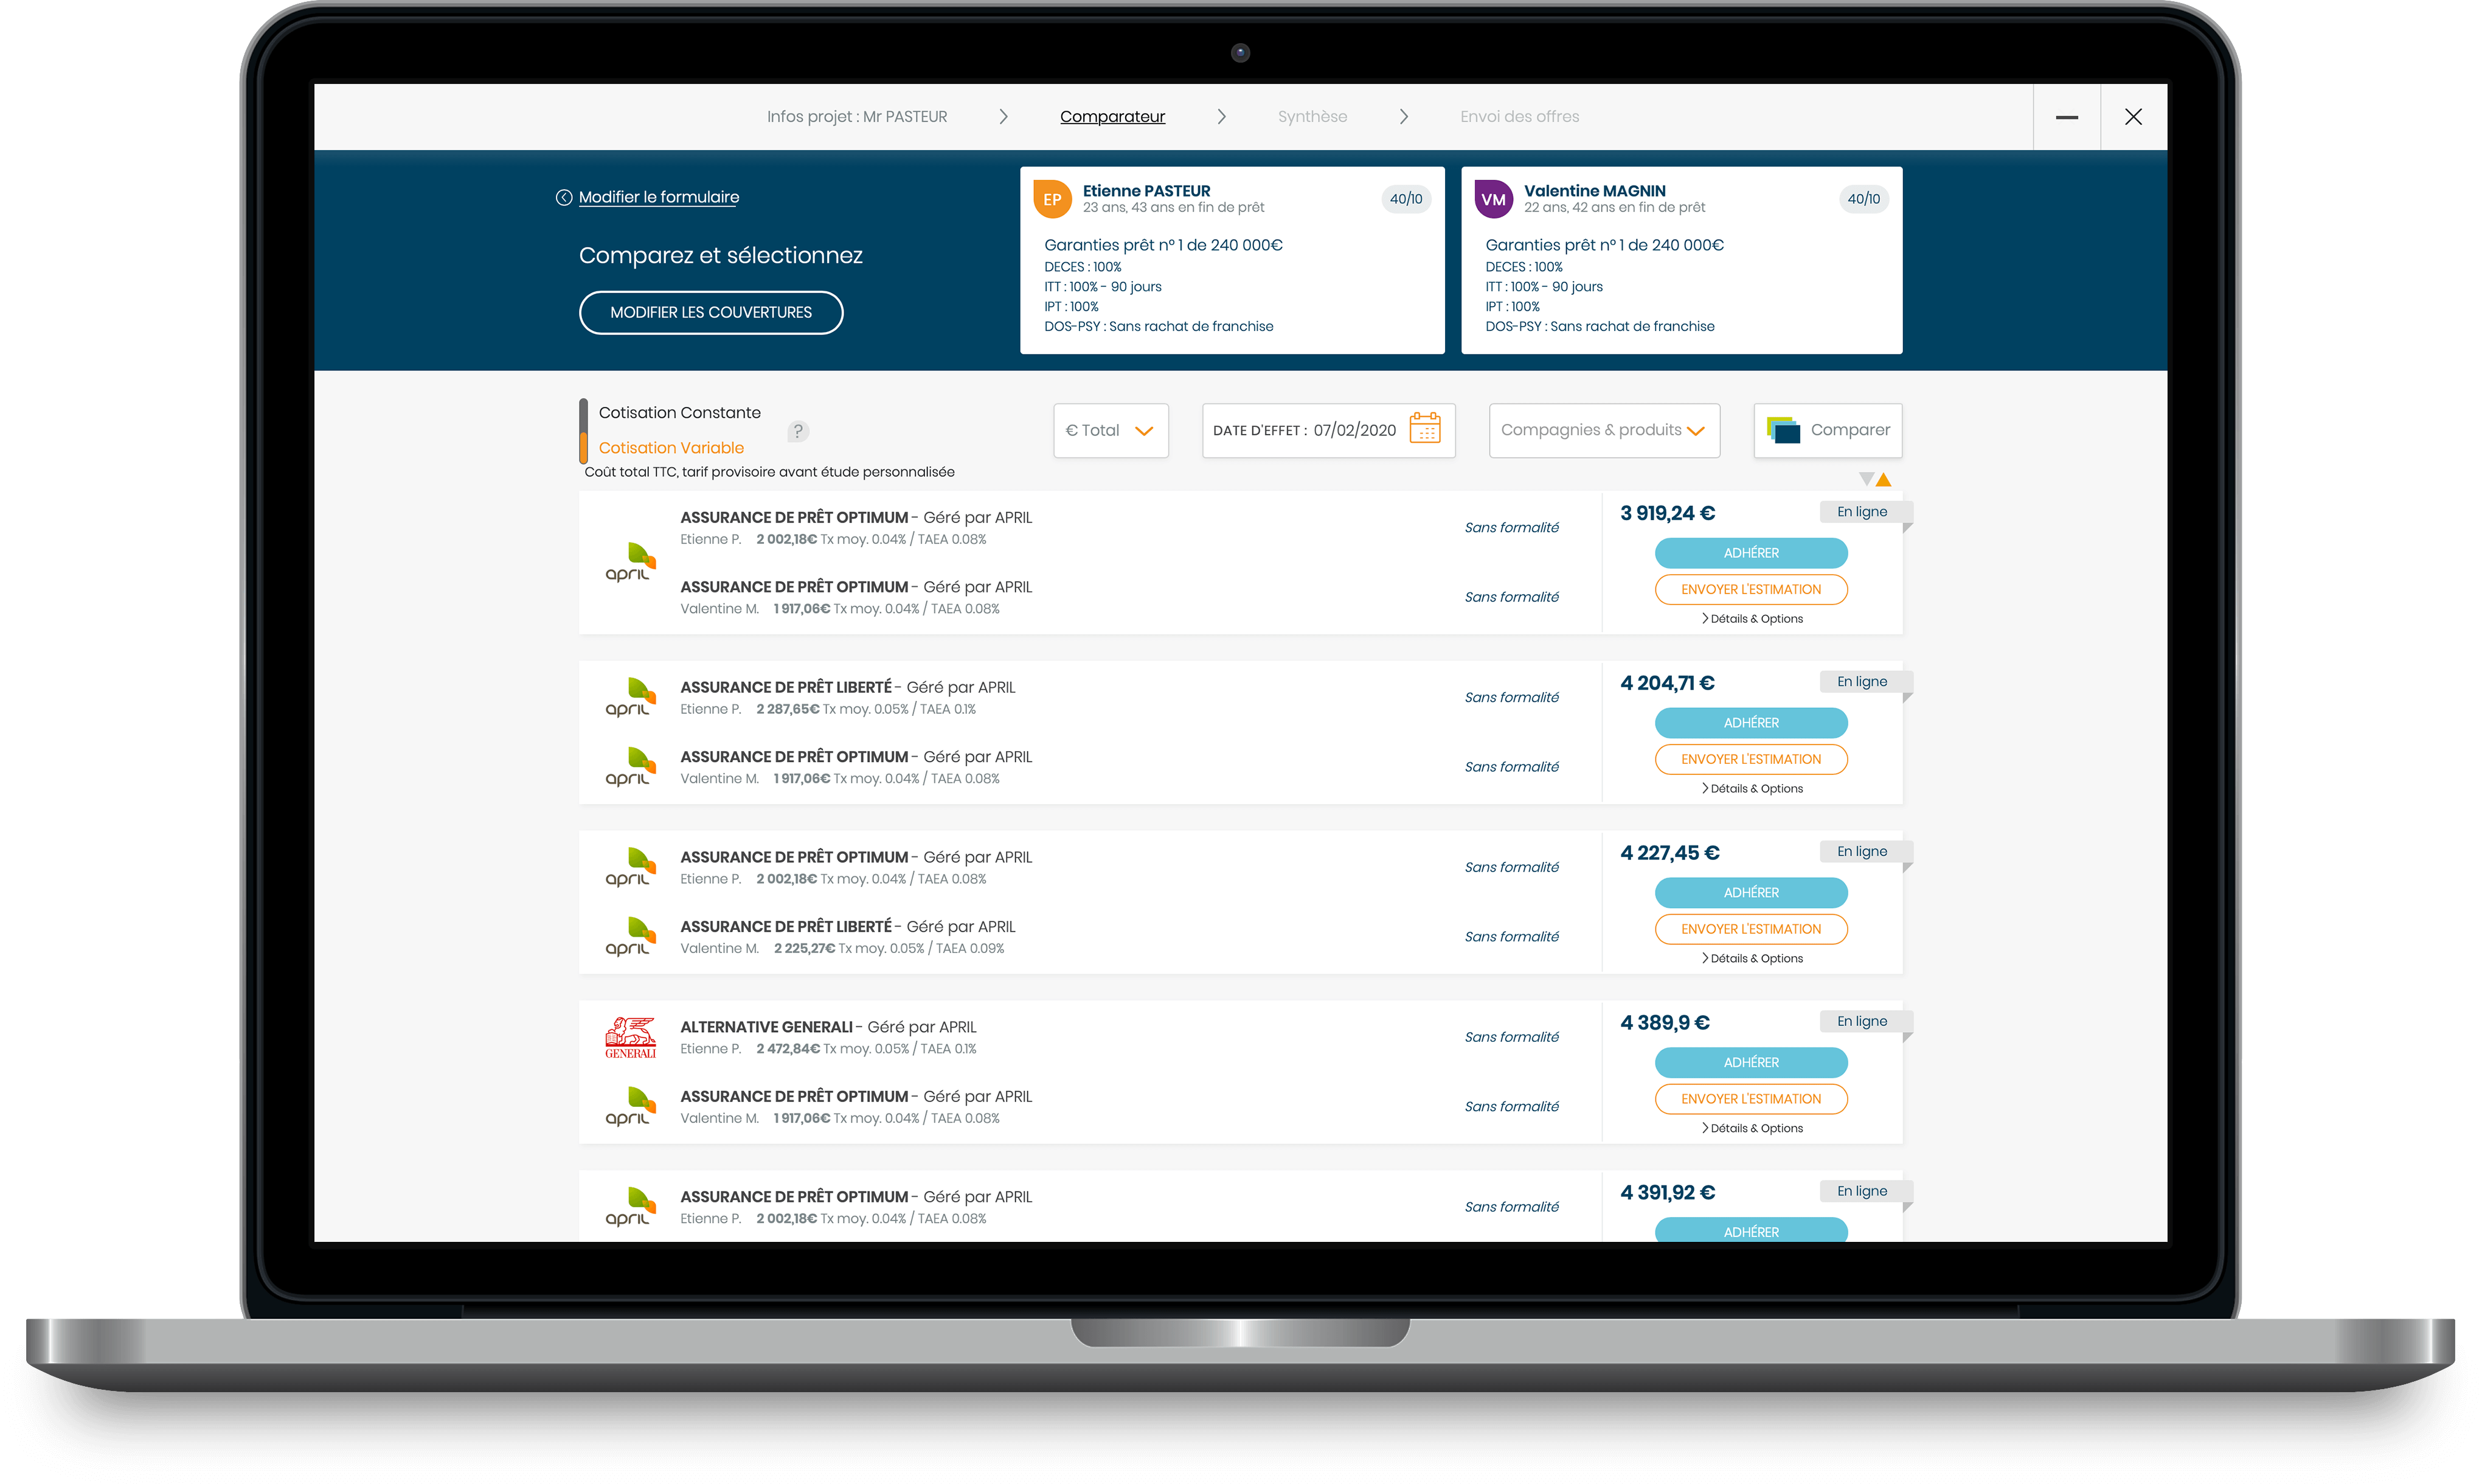 Infos projet : Mr PASTEUR
Comparateur
Synthèse
Envoi des offres
Modifier le formulaire
Comparez et sélectionnez
MODIFIER LES COUVERTURES
EP
Etienne PASTEUR
23 ans, 43 ans en fin de prêt
40/10
Garanties prêt n° 1 de 240 000€
DECES : 100%
ITT : 100% - 90 jours
IPT : 100%
DOS-PSY : Sans rachat de franchise
VM
Valentine MAGNIN
22 ans, 42 ans en fin de prêt
40/10
Garanties prêt n° 1 de 240 000€
DECES : 100%
ITT : 100% - 90 jours
IPT : 100%
DOS-PSY : Sans rachat de franchise
Cotisation Constante
Cotisation Variable
?
€ Total
DATE D'EFFET : 07/02/2020
Compagnies & produits
Comparer
Coût total TTC, tarif provisoire avant étude personnalisée
april
ASSURANCE DE PRÊT OPTIMUM - Géré par APRIL
Etienne P. 2 002,18€ Tx moy. 0.04% / TAEA 0.08%
Sans formalité
ASSURANCE DE PRÊT OPTIMUM - Géré par APRIL
Valentine M. 1 917,06€ Tx moy. 0.04% / TAEA 0.08%
Sans formalité
3 919,24 €
En ligne
ADHÉRER
ENVOYER L'ESTIMATION
Détails & Options
april
ASSURANCE DE PRÊT LIBERTÉ - Géré par APRIL
Etienne P. 2 287,65€ Tx moy. 0.05% / TAEA 0.1%
Sans formalité
april
ASSURANCE DE PRÊT OPTIMUM - Géré par APRIL
Valentine M. 1 917,06€ Tx moy. 0.04% / TAEA 0.08%
Sans formalité
4 204,71 €
En ligne
ADHÉRER
ENVOYER L'ESTIMATION
Détails & Options
april
ASSURANCE DE PRÊT OPTIMUM - Géré par APRIL
Etienne P. 2 002,18€ Tx moy. 0.04% / TAEA 0.08%
Sans formalité
april
ASSURANCE DE PRÊT LIBERTÉ - Géré par APRIL
Valentine M. 2 225,27€ Tx moy. 0.05% / TAEA 0.09%
Sans formalité
4 227,45 €
En ligne
ADHÉRER
ENVOYER L'ESTIMATION
Détails & Options
GENERALI
ALTERNATIVE GENERALI - Géré par APRIL
Etienne P. 2 472,84€ Tx moy. 0.05% / TAEA 0.1%
Sans formalité
april
ASSURANCE DE PRÊT OPTIMUM - Géré par APRIL
Valentine M. 1 917,06€ Tx moy. 0.04% / TAEA 0.08%
Sans formalité
4 389,9 €
En ligne
ADHÉRER
ENVOYER L'ESTIMATION
Détails & Options
april
ASSURANCE DE PRÊT OPTIMUM - Géré par APRIL
Etienne P. 2 002,18€ Tx moy. 0.04% / TAEA 0.08%
Sans formalité
4 391,92 €
En ligne
ADHÉRER